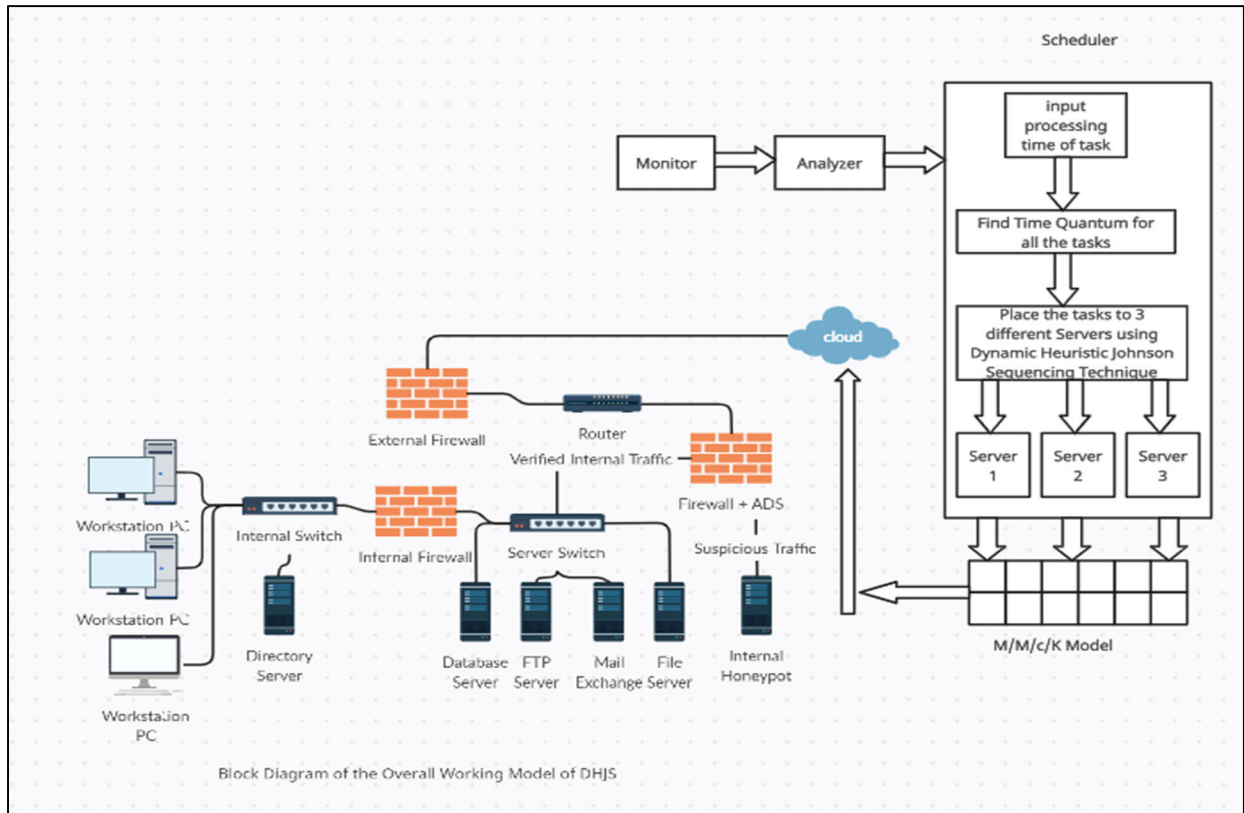 Scheduler
input
processing
time of task
Monitor
Analyzer
Find Time Quantum for
all the tasks
Place the tasks to 3
different Servers using
Dynamic Heuristic Johnson
Sequencing Technique
cloud
External Firewall
Router
Verified Internal Traffic
Firewall + ADS
Server
1
Server
2
Server
3
Workstation PC
Internal Switch
Internal Firewall
Server Switch
Suspicious Traffic
Workstation PC
Directory
Server
Database
Server
FTP
Server
Mail
Exchange
File
Server
Internal
Honeypot
M/M/c/K Model
Workstation
PC
Block Diagram of the Overall Working Model of DHJS